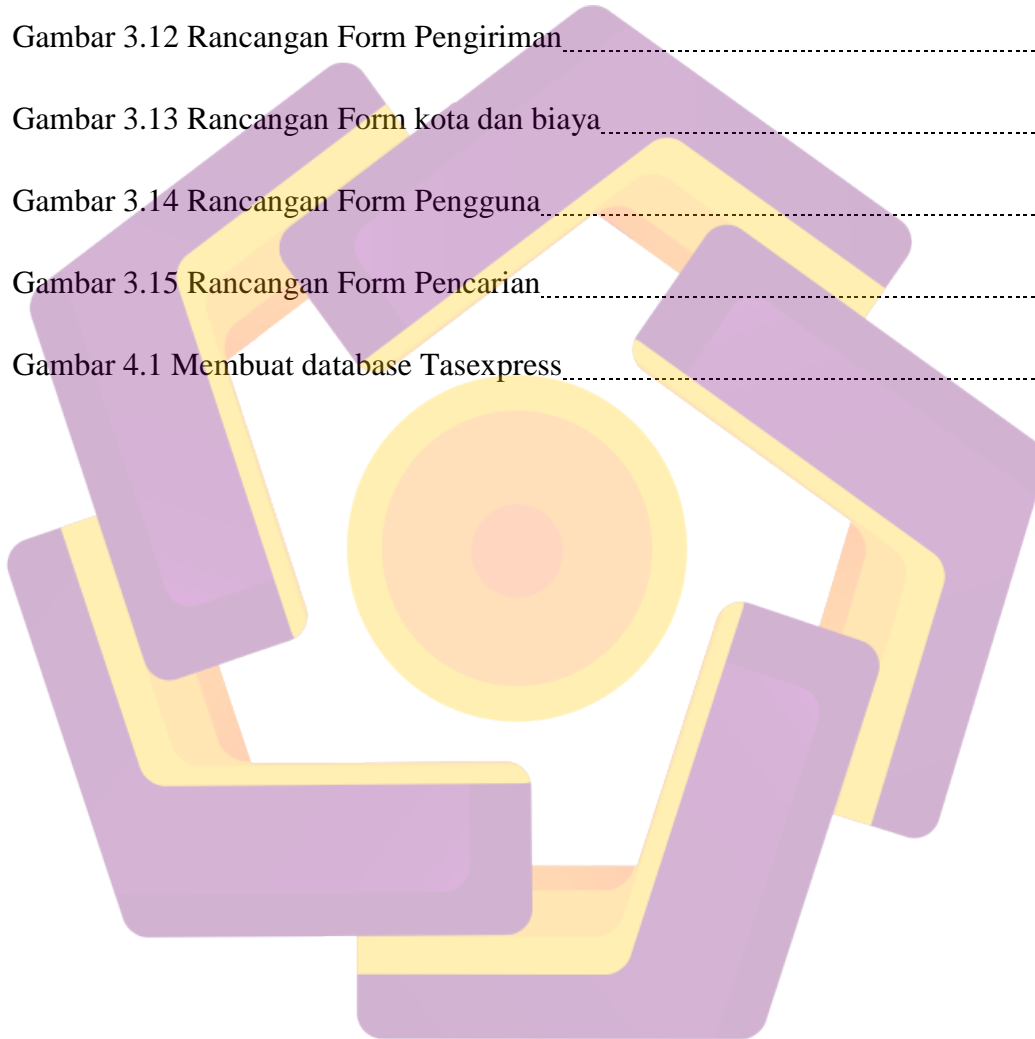 Gambar 3.12 Rancangan Form Pengiriman
Gambar 3.13 Rancangan Form kota dan biaya
Gambar 3.14 Rancangan Form Pengguna
Gambar 3.15 Rancangan Form Pencarian
Gambar 4.1 Membuat database Tasexpress